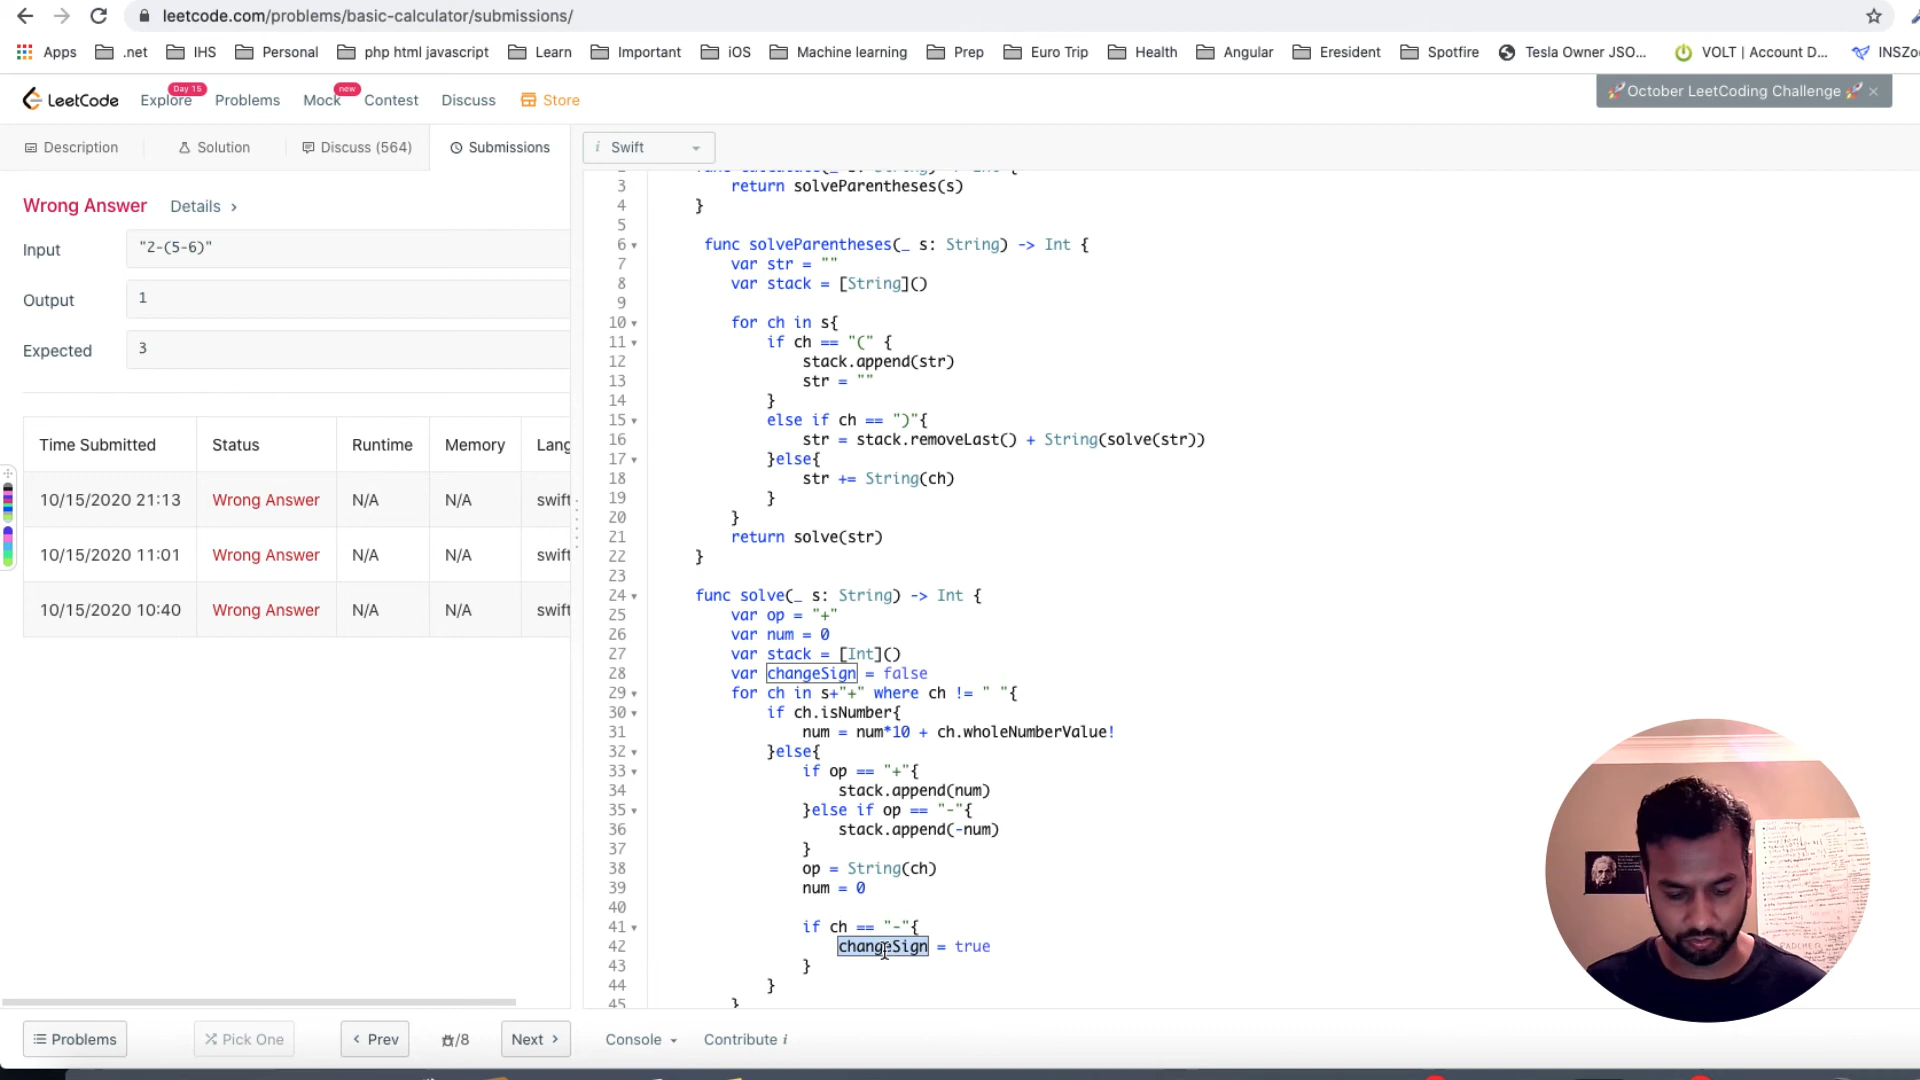 leetcode.com/problems/basic-calculator/submissions/
Apps .net IHS Personal php html javascript Learn Important iOS Machine learning Prep Euro Trip Health Angular Eresident Spotfire Tesla Owner JSO... VOLT | Account D... INSZo
LeetCode Explore Day 15 Problems Mock new Contest Discuss Store
October LeetCoding Challenge ×
Description Solution Discuss (564) Submissions
i Swift
Wrong Answer Details >
Input "2-(5-6)"
Output 1
Expected 3
Time Submitted Status Runtime Memory Lang
10/15/2020 21:13 Wrong Answer N/A N/A swift
10/15/2020 11:01 Wrong Answer N/A N/A swift
10/15/2020 10:40 Wrong Answer N/A N/A swift
3 return solveParentheses(s)
4 }
5
6 func solveParentheses(_ s: String) -> Int {
7 var str = ""
8 var stack = [String]()
9
10 for ch in s{
11 if ch == "(" {
12 stack.append(str)
13 str = ""
14 }
15 else if ch == ")"{
16 str = stack.removeLast() + String(solve(str))
17 }else{
18 str += String(ch)
19 }
20 }
21 return solve(str)
22 }
23
24 func solve(_ s: String) -> Int {
25 var op = "+"
26 var num = 0
27 var stack = [Int]()
28 var changeSign = false
29 for ch in s+"+" where ch != " "{
30 if ch.isNumber{
31 num = num*10 + ch.wholeNumberValue!
32 }else{
33 if op == "+"{
34 stack.append(num)
35 }else if op == "-"{
36 stack.append(-num)
37 }
38 op = String(ch)
39 num = 0
40
41 if ch == "-"{
42 changeSign = true
43 }
44 }
45 }
Problems Pick One < Prev /8 Next > Console Contribute i